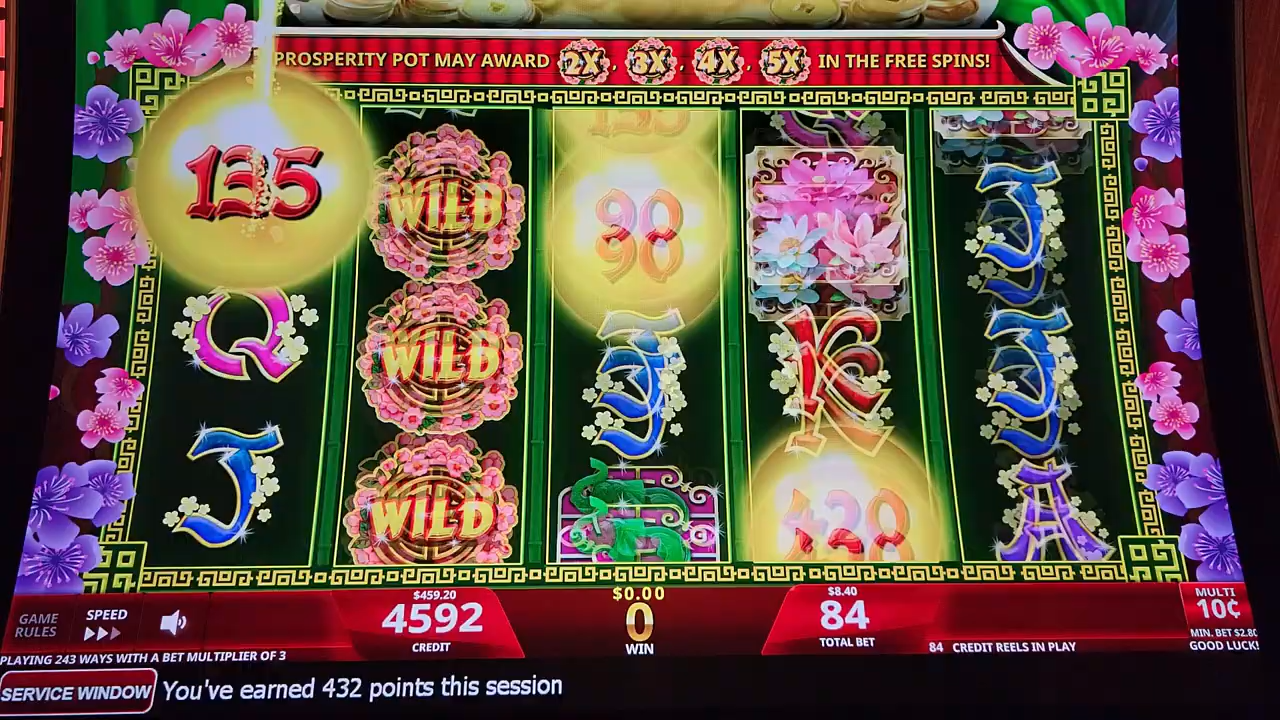 PROSPERITY POT MAY AWARD 2X, 3X, 4X, 5X IN THE FREE SPINS!
135
WILD
90
Q
WILD
J
K
J
J
WILD
GAME RULES
SPEED
$459.20
4592
CREDIT
$0.00
0
WIN
$8.40
84
TOTAL BET
84 CREDIT REELS IN PLAY
MULTI
10¢
MIN. BET $2.80
GOOD LUCK!
PLAYING 243 WAYS WITH A BET MULTIPLIER OF 3
SERVICE WINDOW
You've earned 432 points this session